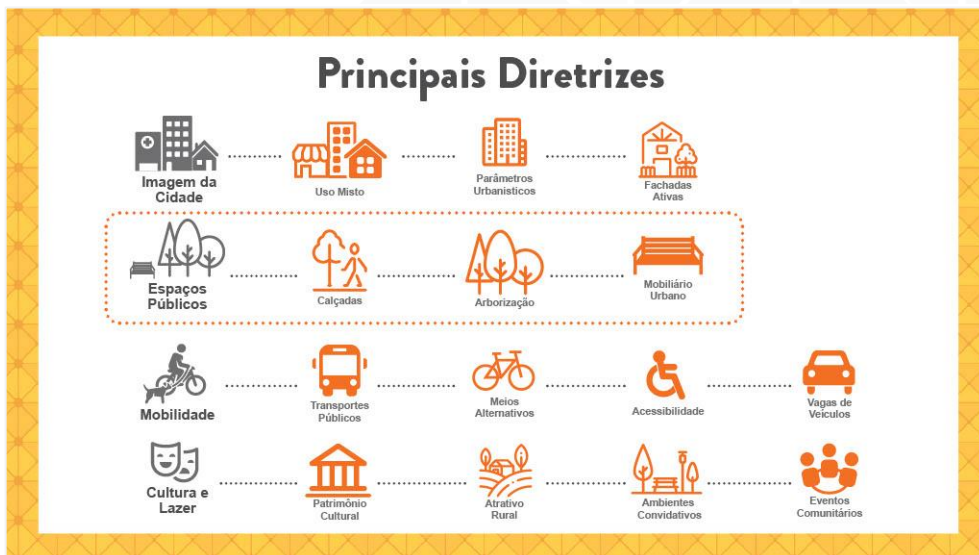 Principais Diretrizes
Imagem da
Cidade
Uso Misto
Parâmetros
Urbanisticos
Fachadas
Ativas
Espaços
Públicos
Calçadas
Arborização
Mobiliário
Urbano
Mobilidade
Transportes
Públicos
Meios
Alternativos
Acessibilidade
Vagas de
Veículos
Cultura e
Lazer
Patrimônio
Cultural
Atrativo
Rural
Ambientes
Convidativos
Eventos
Comunitários